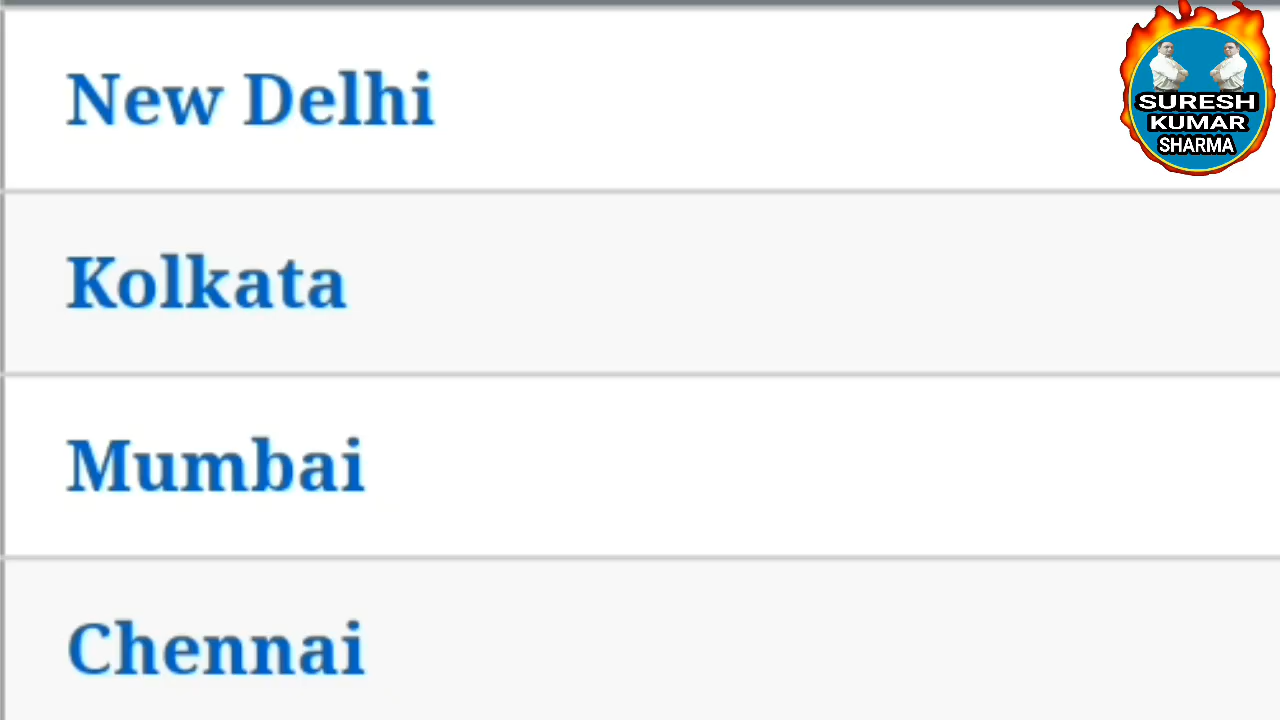 New Delhi
SURESH
KUMAR
SHARMA
Kolkata
Mumbai
Chennai